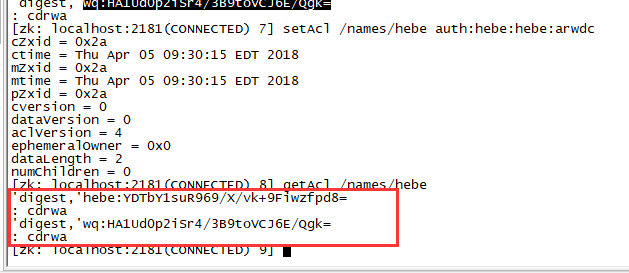 'digest,'wq:HA1Ud0p2iSr4/3B9toVCJ6E/Qgk=
: cdrwa
[zk: localhost:2181(CONNECTED) 7] setAcl /names/hebe auth:hebe:hebe:arwdc
cZxid = 0x2a
ctime = Thu Apr 05 09:30:15 EDT 2018
mZxid = 0x2a
mtime = Thu Apr 05 09:30:15 EDT 2018
pZxid = 0x2a
cversion = 0
dataVersion = 0
aclVersion = 4
ephemeralOwner = 0x0
dataLength = 2
numChildren = 0
[zk: localhost:2181(CONNECTED) 8] getAcl /names/hebe
'digest,'hebe:YDTbY1suR969/X/vk+9Fiwzfpd8=
: cdrwa
'digest,'wq:HA1Ud0p2iSr4/3B9toVCJ6E/Qgk=
: cdrwa
[zk: localhost:2181(CONNECTED) 9]